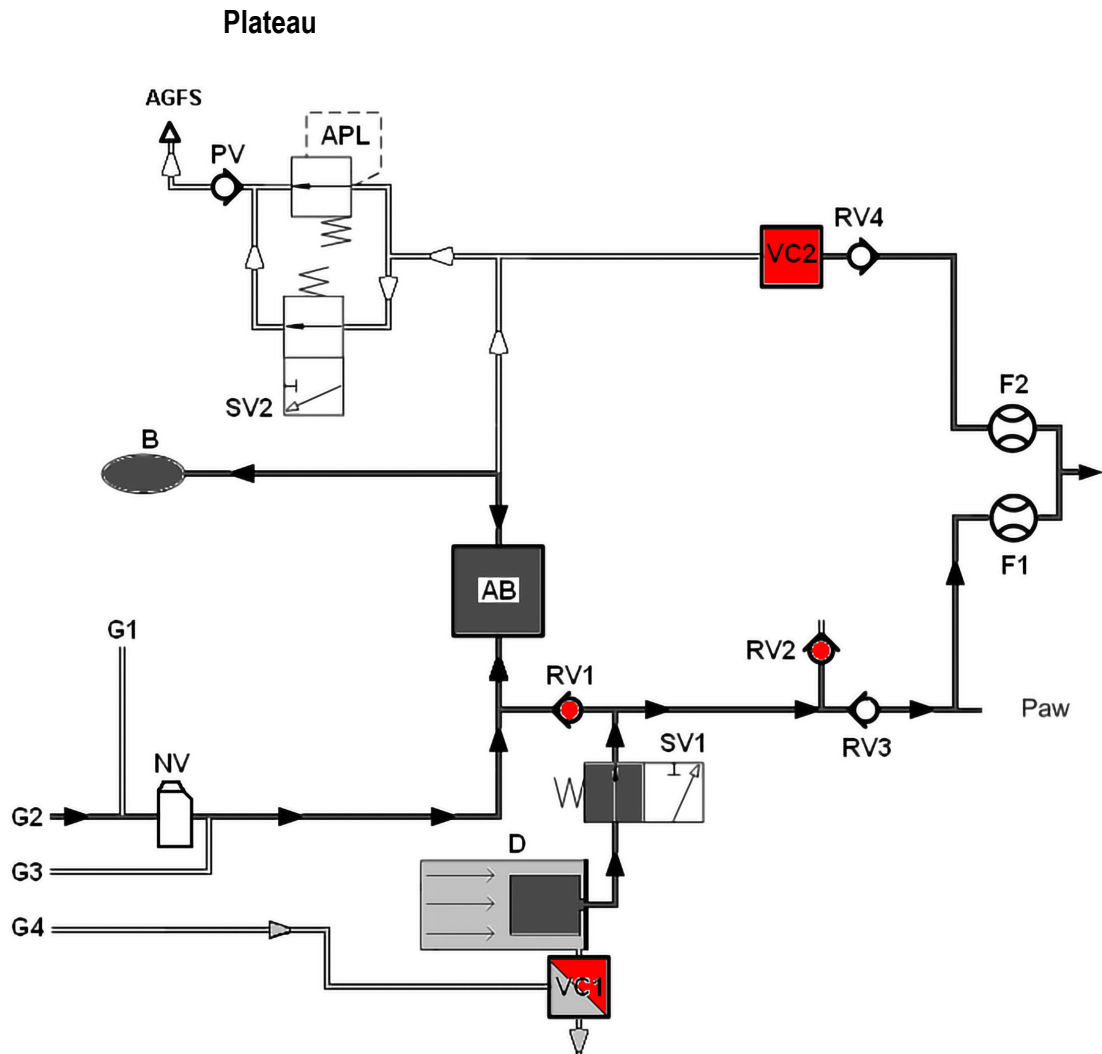 Plateau
AGFS
APL
PV
RV4
VC2
SV2
F2
B
F1
AB
G1
RV1
RV2
Paw
RV3
NV
SV1
G2
D
G3
G4
VC1